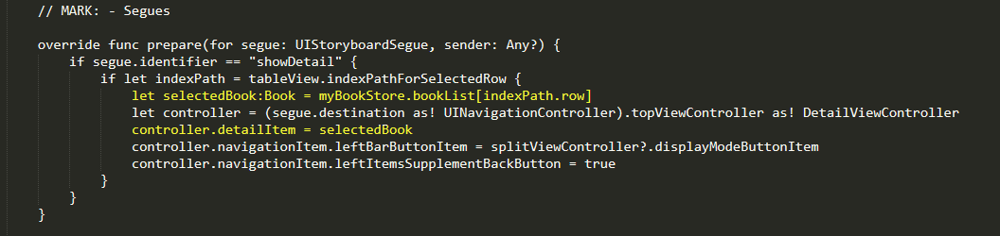 // MARK: - Segues
override func prepare(for segue: UIStoryboardSegue, sender: Any?) {
if segue.identifier == "showDetail" {
if let indexPath = tableView.indexPathForSelectedRow {
let selectedBook:Book = myBookStore.bookList[indexPath.row]
let controller = (segue.destination as! UINavigationController).topViewController as! DetailViewController
controller.detailItem = selectedBook
controller.navigationItem.leftBarButtonItem = splitViewController?.displayModeButtonItem
controller.navigationItem.leftItemsSupplementBackButton = true
}
}
}